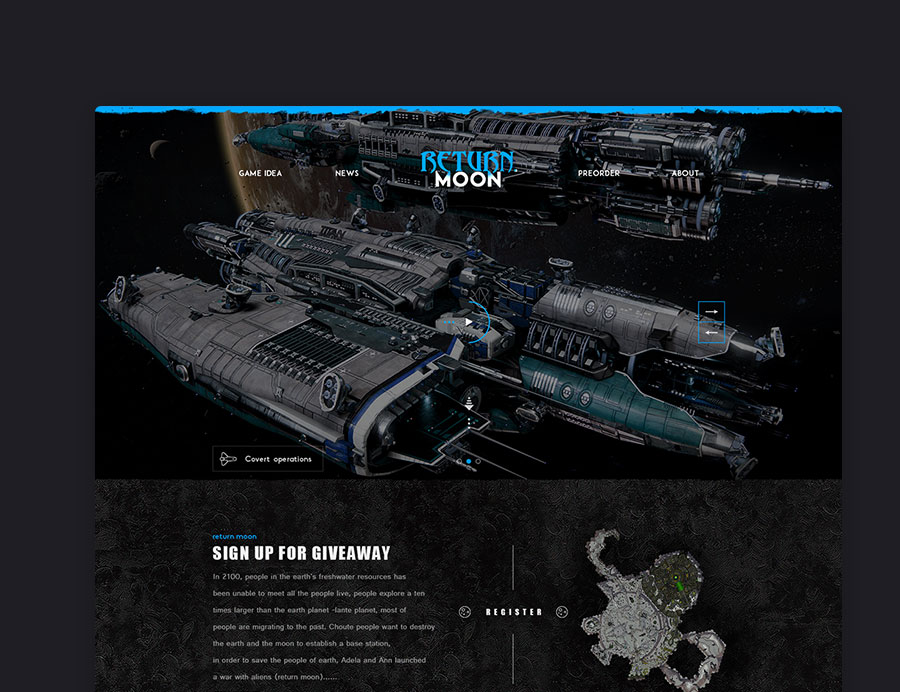 RETURN
MOON
GAME IDEA
NEWS
PREORDER
ABOUT
TITAN
Covert operations
return moon
SIGN UP FOR GIVEAWAY
In 2100, people in the earth's freshwater resources has
been unable to meet all the people live, people explore a ten
times larger than the earth planet -lante planet, most of
people are migrating to the past. Choute people want to destroy
the earth and the moon to establish a base station,
in order to save the people of earth, Adela and Ann launched
a war with aliens (return moon)......
REGISTER